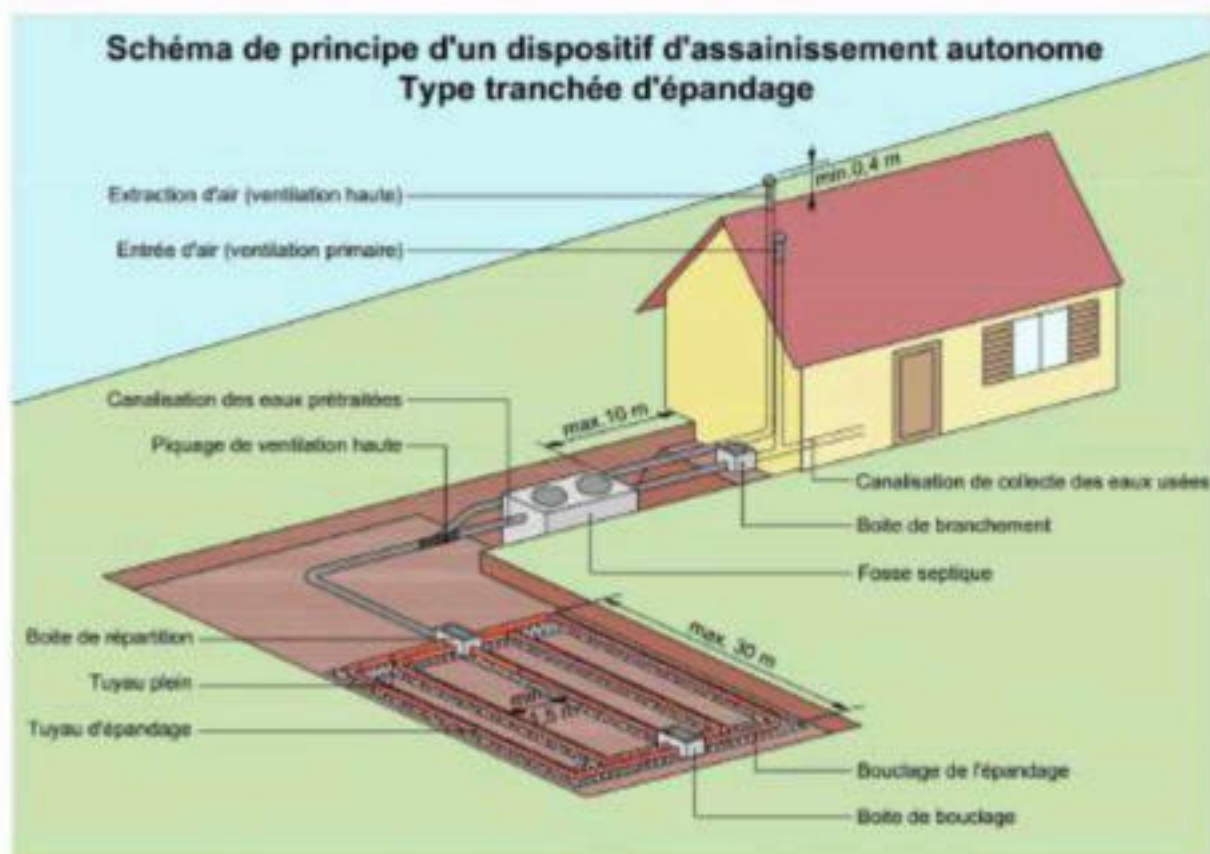 Schéma de principe d'un dispositif d'assainissement autonome
Type tranchée d'épandage
min.0,4 m
Extraction d'air (ventilation haute)
Entrée d'air (ventilation primaire)
Canalisation des eaux prétraitées
max.10 m
Piquage de ventilation haute
Canalisation de collecte des eaux usées
Boite de branchement
Fosse septique
Boite de répartition
max. 30 m
Tuyau plein
min
Tuyau d'épandage
Bouclage de l'épandage
Boite de bouclage